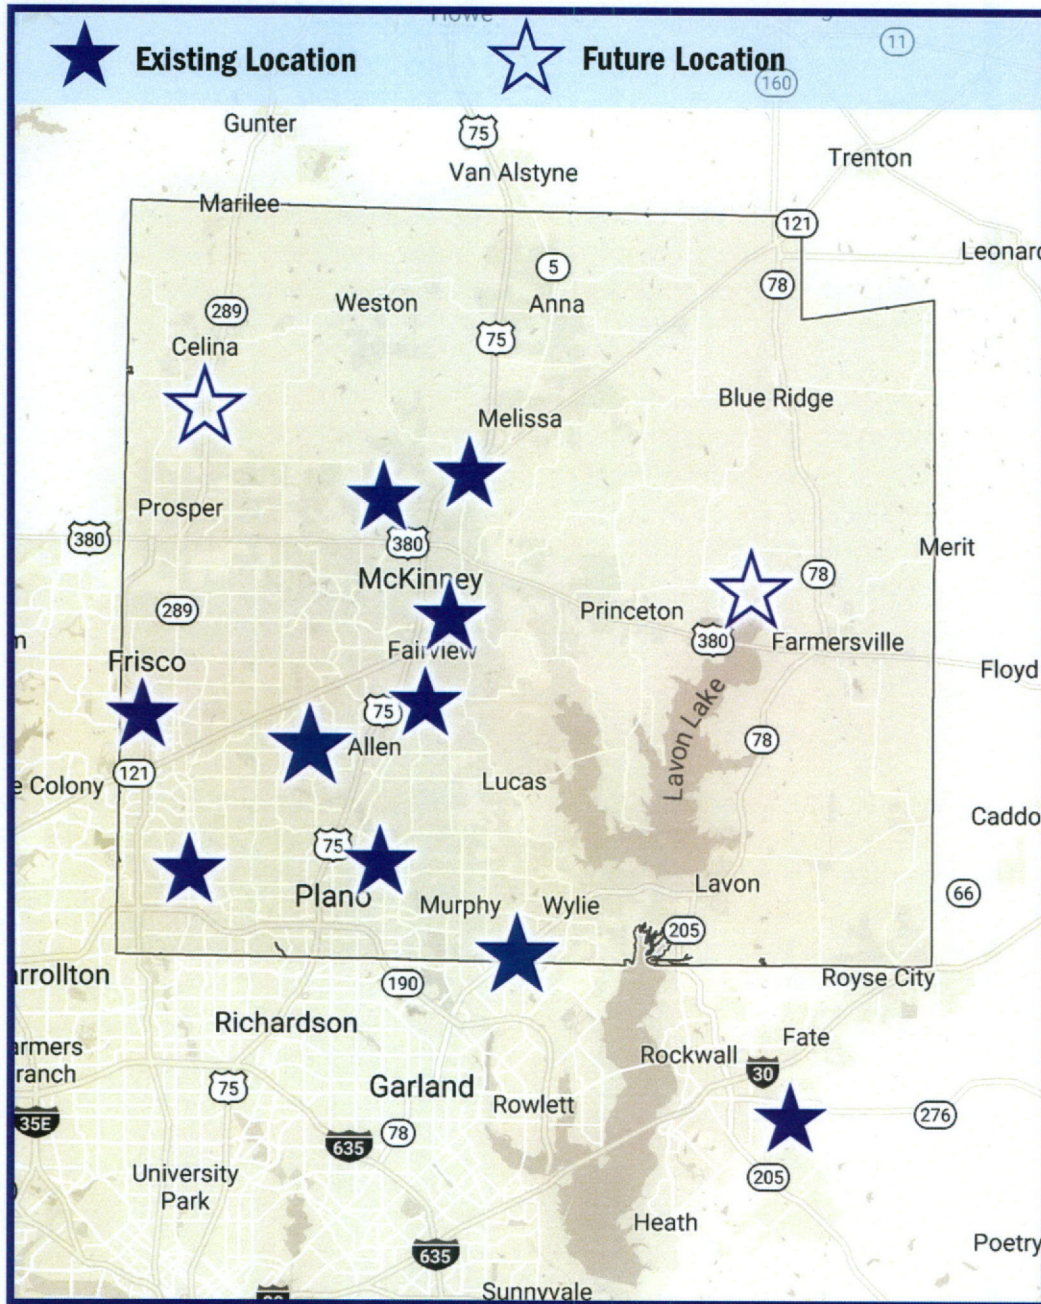 Howe
Existing Location
Future Location
11
160
Gunter
75
Van Alstyne
Trenton
Marilee
121
Leonard
5
78
289
Weston
Anna
75
Celina
Blue Ridge
Melissa
Prosper
380
380
Merit
McKinney
78
289
Princeton
380
Farmersville
Fairview
Frisco
Floyd
75
Lavon Lake
Allen
78
121
e Colony
Lucas
Caddo
75
Plano
Lavon
66
Murphy
Wylie
205
arrollton
190
Royse City
Richardson
Fate
armers
ranch
Rockwall
30
75
Garland
Rowlett
35E
78
635
276
University
Park
205
Heath
635
Poetry
Sunnyvale